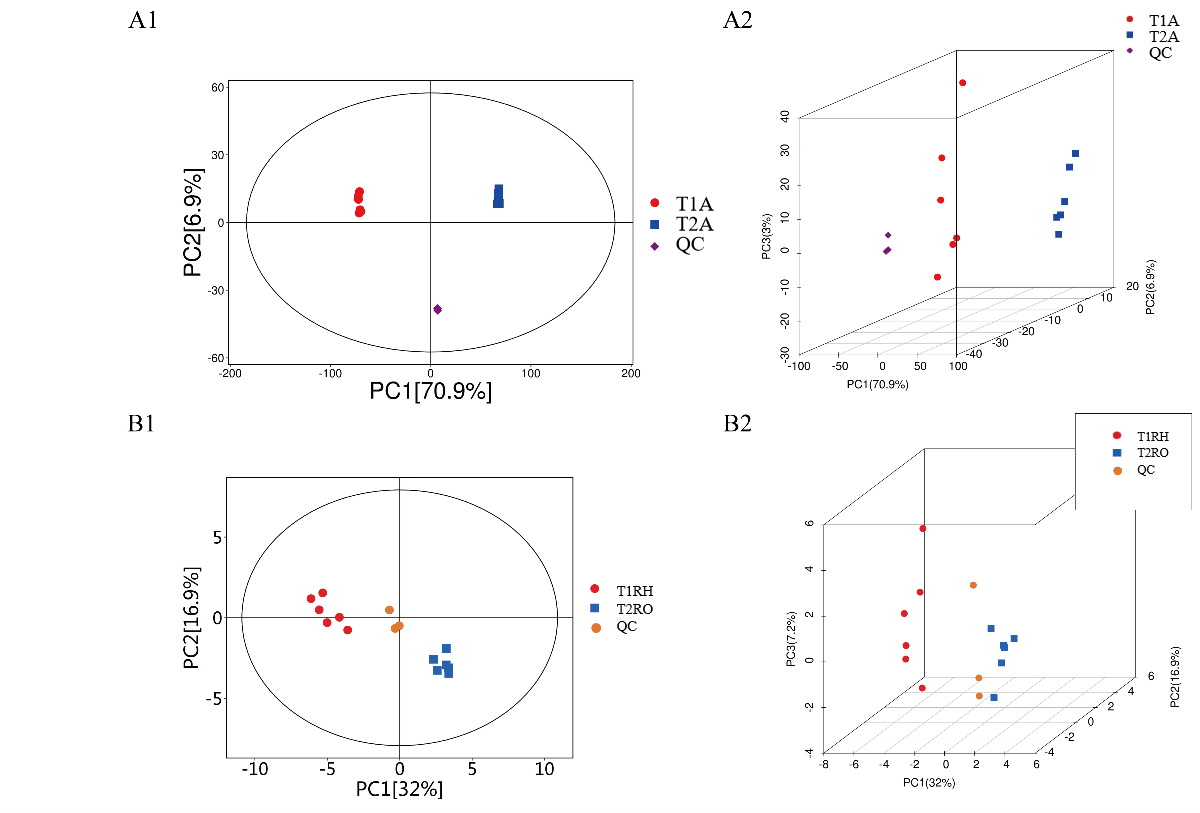 A1
60
30
0
-30
-60
-200
-100
0
100
200
PC2[6.9%]
PC1[70.9%]
T1A
T2A
QC
A2
T1A
T2A
QC
40
30
20
10
0
-10
-20
-30
PC3(3%)
-100
-50
0
50
100
PC1(70.9%)
-40
-30
-20
-10
0
10
20
PC2(6.9%)
B1
5
0
-5
-10
-5
0
5
10
PC2[16.9%]
PC1[32%]
T1RH
T2RO
QC
B2
T1RH
T2RO
QC
6
4
2
0
-2
-4
PC3(7.2%)
-8
-6
-4
-2
0
2
4
6
PC1(32%)
-4
-2
0
2
4
6
PC2(16.9%)